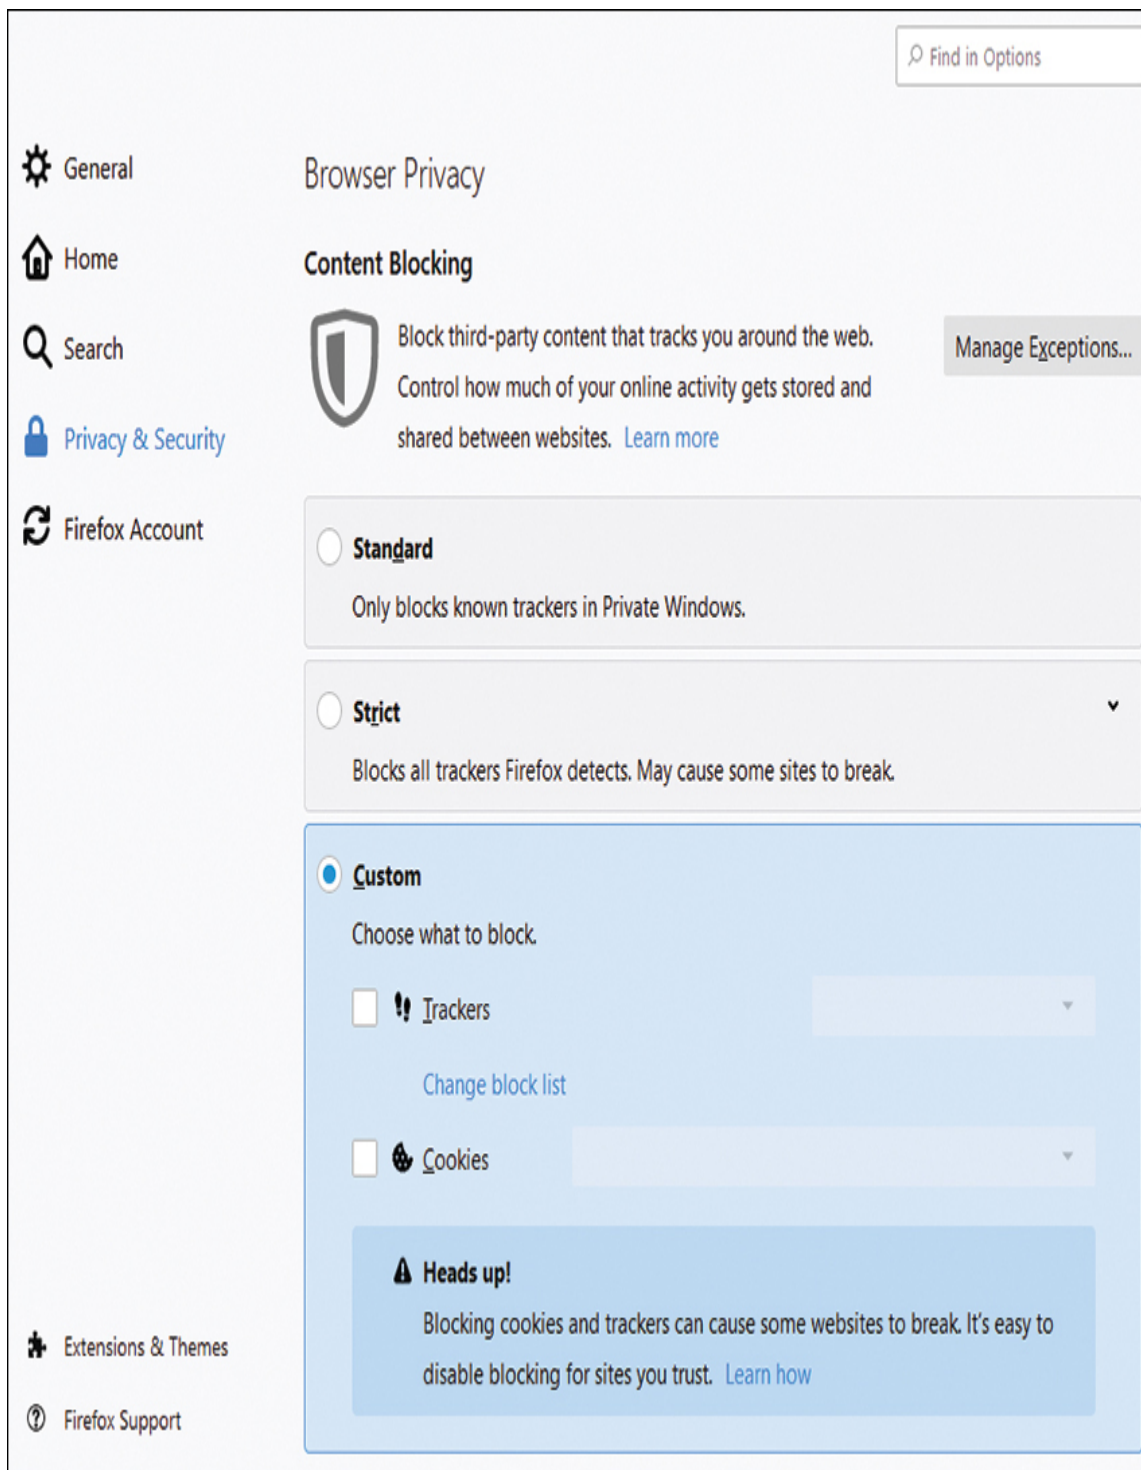 Find in Options
General
Home
Search
Privacy & Security
Firefox Account
Extensions & Themes
Firefox Support
Browser Privacy
Content Blocking
Block third-party content that tracks you around the web.
Control how much of your online activity gets stored and
shared between websites. Learn more
Manage Exceptions...
Standard
Only blocks known trackers in Private Windows.
Strict
Blocks all trackers Firefox detects. May cause some sites to break.
Custom
Choose what to block.
Trackers
Change block list
Cookies
Heads up!
Blocking cookies and trackers can cause some websites to break. It's easy to
disable blocking for sites you trust. Learn how